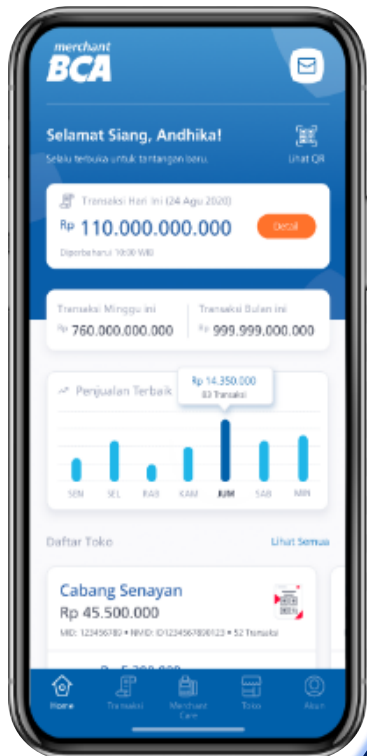 merchant
BCA
Selamat Siang, Andhika!
Selalu terbuka untuk tantangan baru.
Lihat QR
Transaksi Hari Ini (24 Agu 2020)
Rp 110.000.000.000
Detail
Diperbaharui 10:00 WIB
Transaksi Minggu ini
Transaksi Bulan ini
Rp 760.000.000.000
Rp 999.999.000.000
Penjualan Terbaik
Rp 14.350.000
83 Transaksi
SEN SEL RAB KAM JUM SAB MIN
Daftar Toko
Lihat Semua
Cabang Senayan
Rp 45.500.000
MID: 123456789 • NMID: ID1234567890123 • 52 Transaksi
Home
Transaksi
Merchant
Care
Toko
Akun